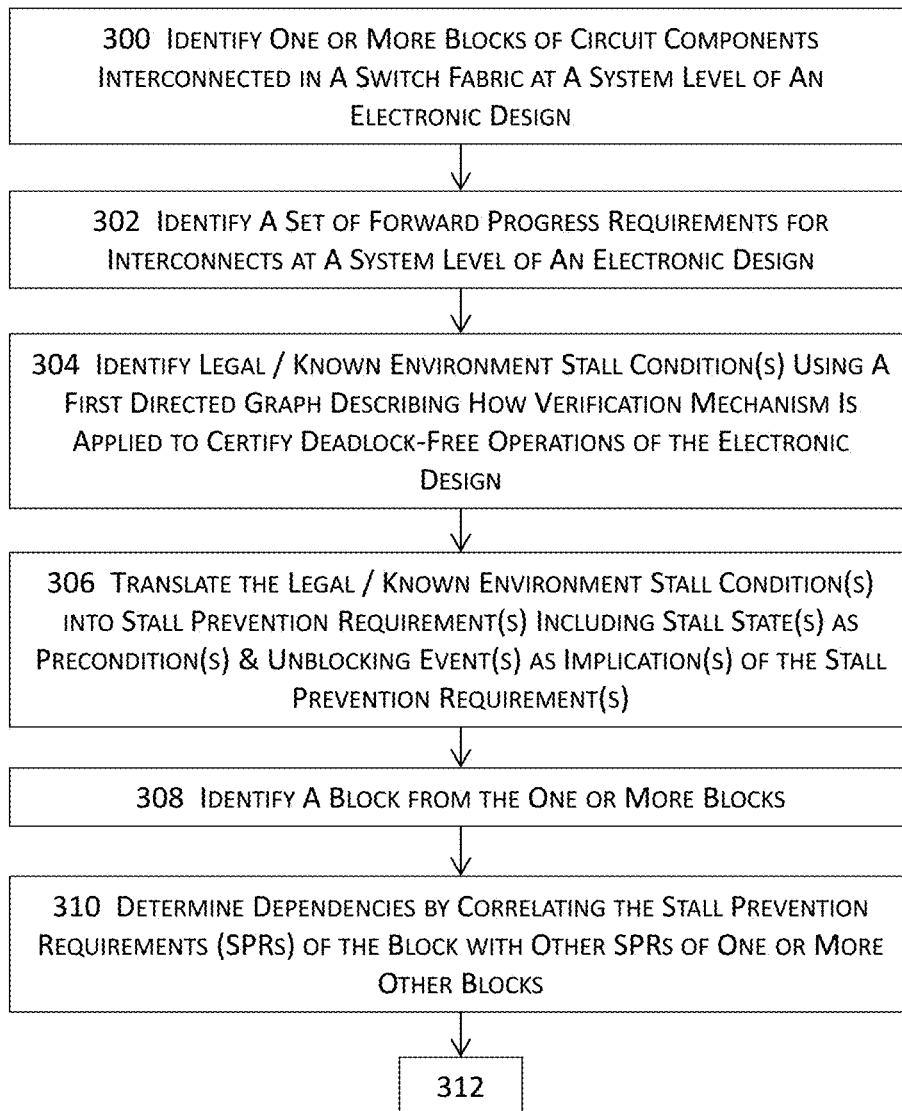 300 Identify One or More Blocks of Circuit Components
Interconnected in A Switch Fabric at A System Level of An
Electronic Design
302 Identify A Set of Forward Progress Requirements for
Interconnects at A System Level of An Electronic Design
304 Identify Legal / Known Environment Stall Condition(s) Using A
First Directed Graph Describing How Verification Mechanism Is
Applied to Certify Deadlock-Free Operations of the Electronic
Design
306 Translate the Legal / Known Environment Stall Condition(s)
into Stall Prevention Requirement(s) Including Stall State(s) as
Precondition(s) & Unblocking Event(s) as Implication(s) of the Stall
Prevention Requirement(s)
308 Identify A Block from the One or More Blocks
310 Determine Dependencies by Correlating the Stall Prevention
Requirements (SPRs) of the Block with Other SPRs of One or More
Other Blocks
312